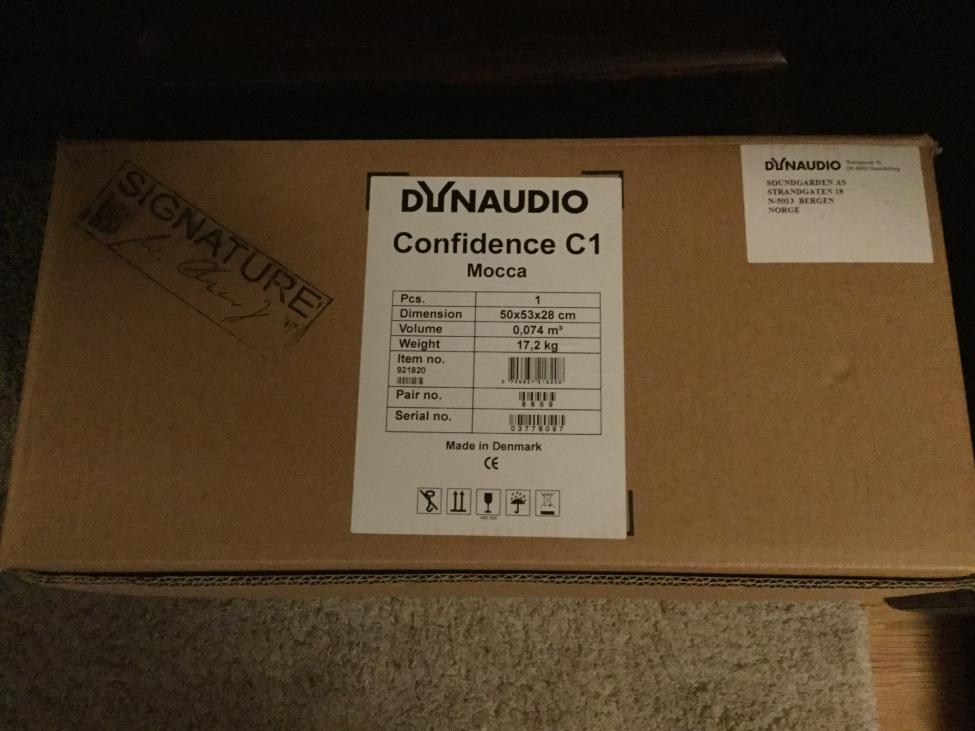 SIGNATURE
DYNAUDIO
Confidence C1
Mocca
Pcs. 1
Dimension 50x53x28 cm
Volume 0,074 m³
Weight 17,2 kg
Item no.
921820
Pair no.
8859
Serial no.
03778097
Made in Denmark
CE
DYNAUDIO
SOUNDGARDEN AS
STRANDGATEN 18
N-5013 BERGEN
NORGE